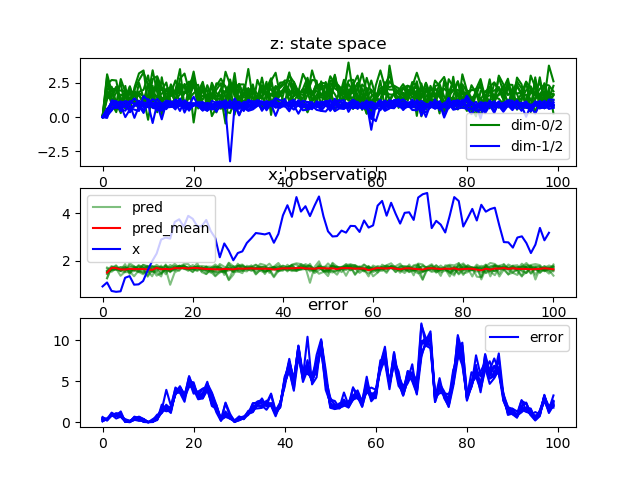 z: state space
2.5
0.0
−2.5
dim-0/2
dim-1/2
0 20 40 60 80 100
x: observation
4
2
pred
pred_mean
x
0 20 40 60 80 100
error
10
5
0
error
0 20 40 60 80 100